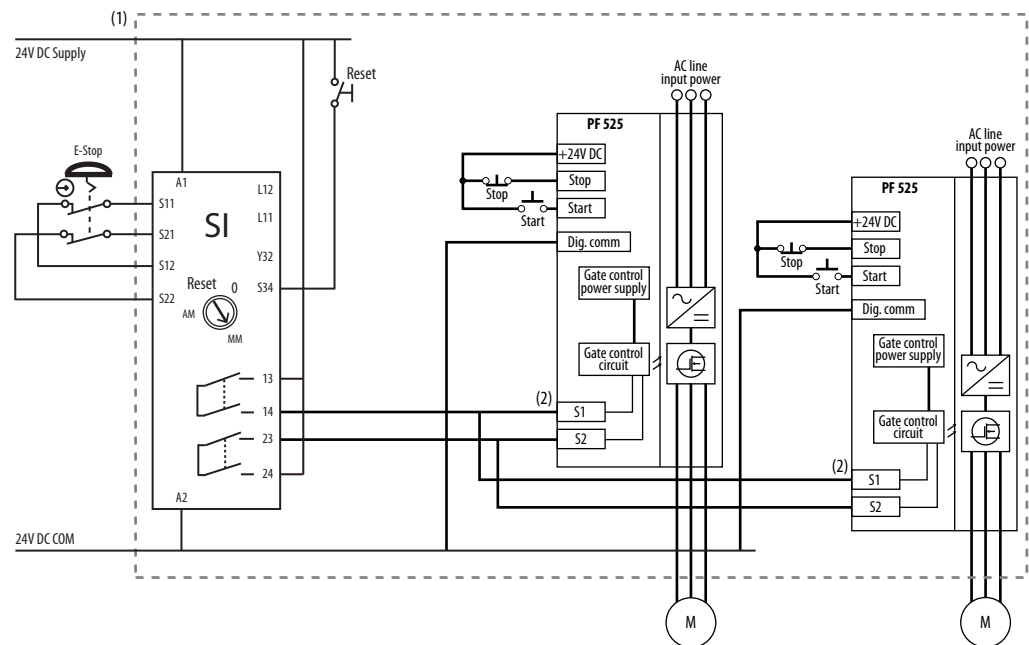 (1)
24V DC Supply
Reset
E-Stop
A1
S11
S21
S12
S22
SI
L12
L11
Y32
S34
Reset
0
AM
MM
13
14
23
24
A2
24V DC COM
AC line
input power
PF 525
+24V DC
Stop
Start
Stop
Start
Dig. comm
Gate control
power supply
Gate control
circuit
(2)
S1
S2
M
AC line
input power
PF 525
+24V DC
Stop
Start
Stop
Start
Dig. comm
Gate control
power supply
Gate control
circuit
(2)
S1
S2
M